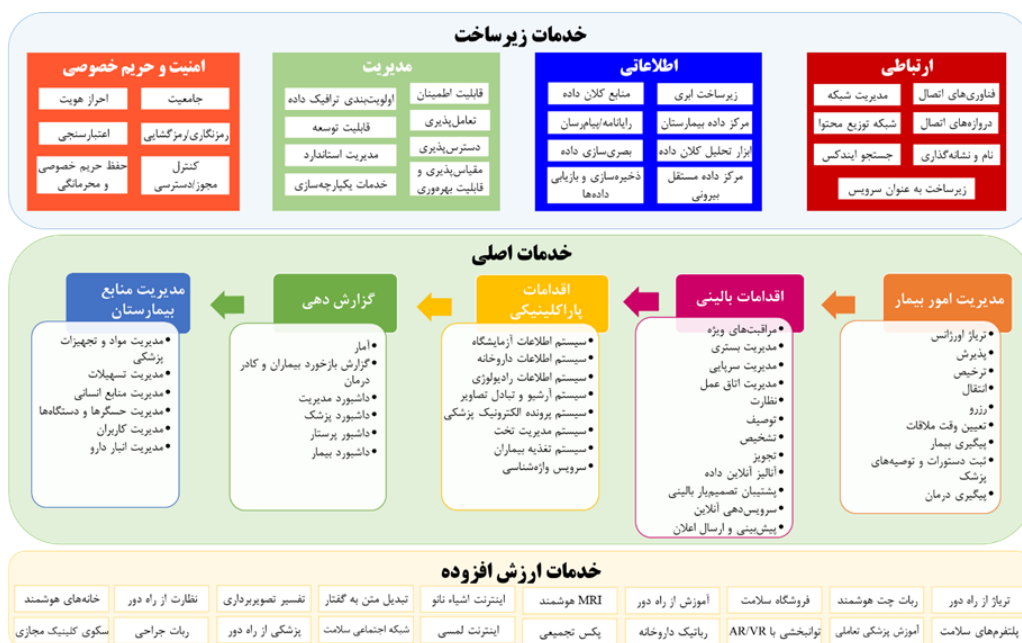 خدمات زیرساخت
ارتباطی
فناوری‌های اتصال
مدیریت شبکه
دروازه‌های اتصال
شبکه توزیع محتوا
نام و نشانه‌گذاری
جستجو ایندکس
زیرساخت به عنوان سرویس
اطلاعاتی
زیرساخت ابری
منابع کلان داده
مرکز داده بیمارستان
رایانامه/پیام‌رسان
ابزار تحلیل کلان داده
بصری‌سازی داده
مرکز داده مستقل
بیرونی
ذخیره‌سازی و بازیابی
داده‌ها
مدیریت
قابلیت اطمینان
اولویت‌بندی ترافیک داده
تعامل‌پذیری
قابلیت توسعه
دسترس‌پذیری
مدیریت استاندارد
مقیاس‌پذیری و
قابلیت بهره‌وری
خدمات یکپارچه‌سازی
امنیت و حریم خصوصی
جامعیت
احراز هویت
رمزنگاری/رمزگشایی
اعتبارسنجی
کنترل
مجوز/دسترسی
حفظ حریم خصوصی
و محرمانگی
خدمات اصلی
مدیریت امور بیمار
• تریاژ اورژانس
• پذیرش
• ترخیص
• انتقال
• رزرو
• تعیین وقت ملاقات
• پیگیری بیمار
• ثبت دستورات و توصیه‌های
پزشک
• پیگیری درمان
اقدامات بالینی
• مراقبت‌های ویژه
• مدیریت بستری
• مدیریت سرپایی
• مدیریت اتاق عمل
• نظارت
• توصیف
• تشخیص
• تجویز
• آنالیز آنلاین داده
• پشتیبان تصمیم‌یار بالینی
• سرویس‌دهی آنلاین
• پیش‌بینی و ارسال اعلان
اقدامات
پاراکلینیکی
• سیستم اطلاعات آزمایشگاه
• سیستم اطلاعات داروخانه
• سیستم اطلاعات رادیولوژی
• سیستم آرشیو و تبادل تصاویر
• سیستم پرونده الکترونیک پزشکی
• سیستم مدیریت تخت
• سیستم تغذیه بیماران
• سرویس واژه‌شناسی
گزارش دهی
• آمار
• گزارش بازخورد بیماران و کادر
درمان
• داشبورد مدیریت
• داشبورد پزشک
• داشبور پرستار
• داشبورد بیمار
مدیریت منابع
بیمارستان
• مدیریت مواد و تجهیزات
پزشکی
• مدیریت تسهیلات
• مدیریت منابع انسانی
• مدیریت حسگرها و دستگاه‌ها
• مدیریت کاربران
• مدیریت انبار دارو
خدمات ارزش افزوده
تریاژ از راه دور
ربات چت هوشمند
فروشگاه سلامت
آموزش از راه دور
MRI هوشمند
اینترنت اشیاء نانو
تبدیل متن به گفتار
تفسیر تصویربرداری
نظارت از راه دور
خانه‌های هوشمند
پلتفرم‌های سلامت
آموزش پزشکی تعاملی
توانبخشی با AR/VR
رباتیک داروخانه
پکس تجمیعی
اینترنت لمسی
شبکه اجتماعی سلامت
پزشکی از راه دور
ربات جراحی
سکوی کلینیک مجازی